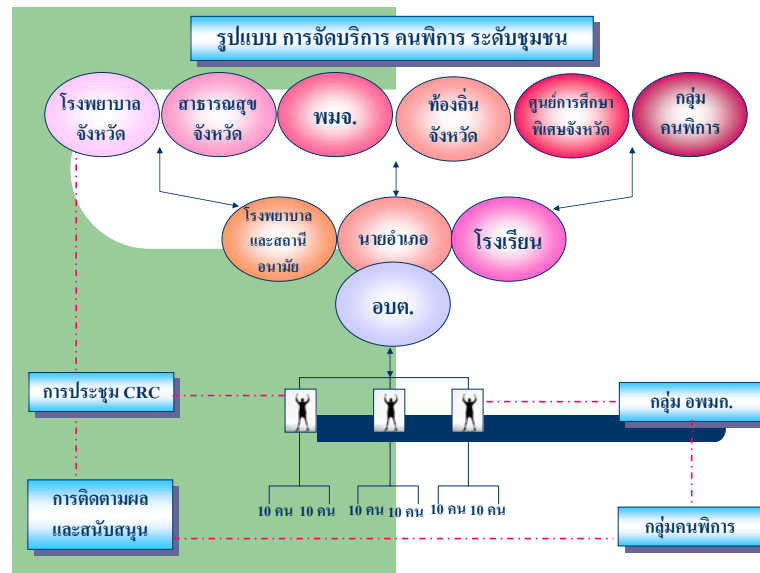 รูปแบบ การจัดบริการ คนพิการ ระดับชุมชน
โรงพยาบาล
จังหวัด
สาธารณสุข
จังหวัด
พมจ.
ท้องถิ่น
จังหวัด
ศูนย์การศึกษา
พิเศษจังหวัด
กลุ่ม
คนพิการ
โรงพยาบาล
และสถานี
อนามัย
นายอำเภอ
โรงเรียน
อบต.
การประชุม CRC
กลุ่ม อพมก.
10 คน 10 คน 10 คน 10 คน 10 คน 10 คน
การติดตามผล
และสนับสนุน
กลุ่มคนพิการ